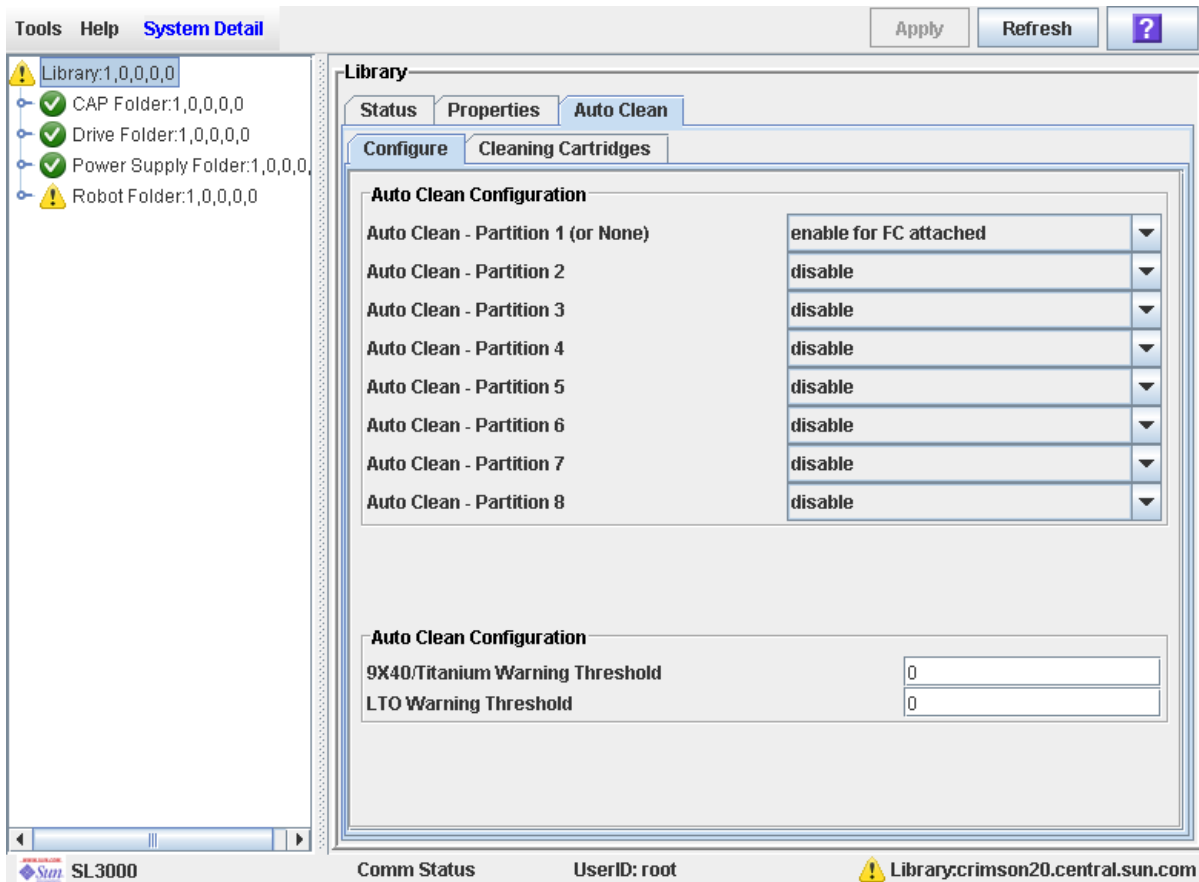 Tools Help System Detail Apply Refresh ?
Library:1,0,0,0,0
CAP Folder:1,0,0,0,0
Drive Folder:1,0,0,0,0
Power Supply Folder:1,0,0,0,
Robot Folder:1,0,0,0,0
Library
Status Properties Auto Clean
Configure Cleaning Cartridges
Auto Clean Configuration
Auto Clean - Partition 1 (or None) enable for FC attached
Auto Clean - Partition 2 disable
Auto Clean - Partition 3 disable
Auto Clean - Partition 4 disable
Auto Clean - Partition 5 disable
Auto Clean - Partition 6 disable
Auto Clean - Partition 7 disable
Auto Clean - Partition 8 disable
Auto Clean Configuration
9X40/Titanium Warning Threshold 0
LTO Warning Threshold 0
Sun SL3000 Comm Status UserID: root Library:crimson20.central.sun.com